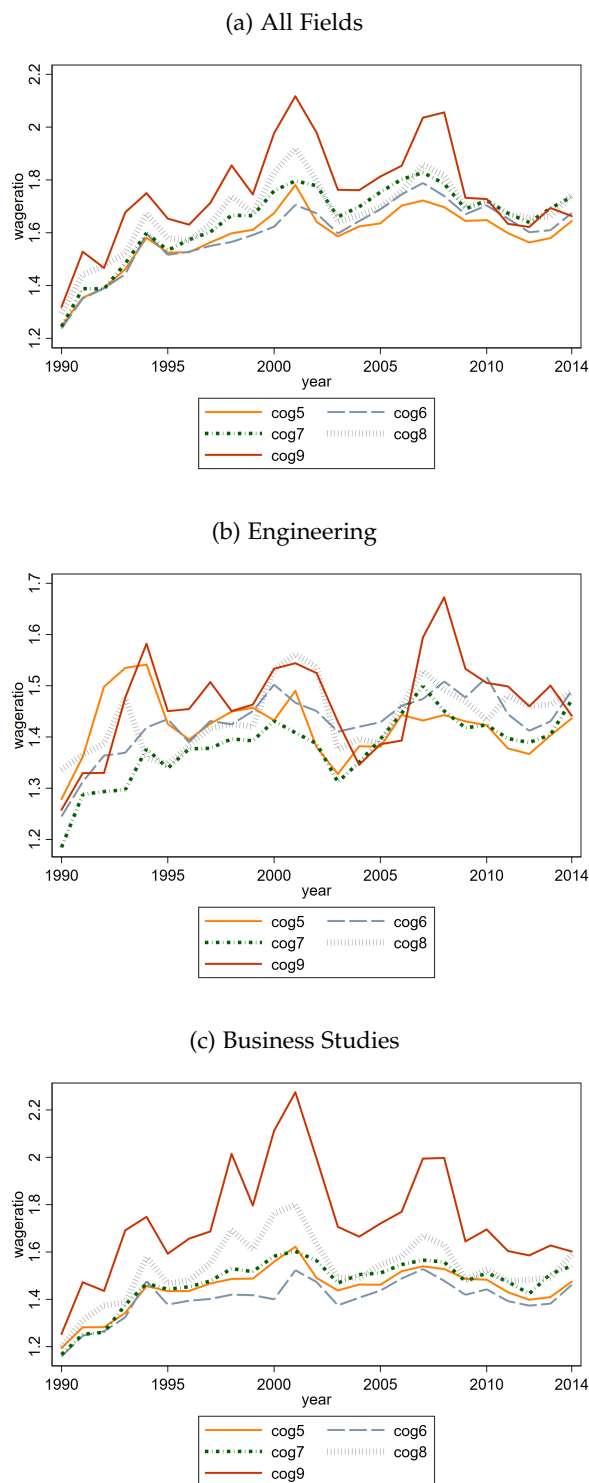 (a) All Fields
2.2
2
1.8
1.6
1.4
1.2
wageratio
1990 1995 2000 2005 2010 2014
year
cog5 cog6
cog7 cog8
cog9
(b) Engineering
1.7
1.6
1.5
1.4
1.3
1.2
wageratio
1990 1995 2000 2005 2010 2014
year
cog5 cog6
cog7 cog8
cog9
(c) Business Studies
2.2
2
1.8
1.6
1.4
1.2
wageratio
1990 1995 2000 2005 2010 2014
year
cog5 cog6
cog7 cog8
cog9